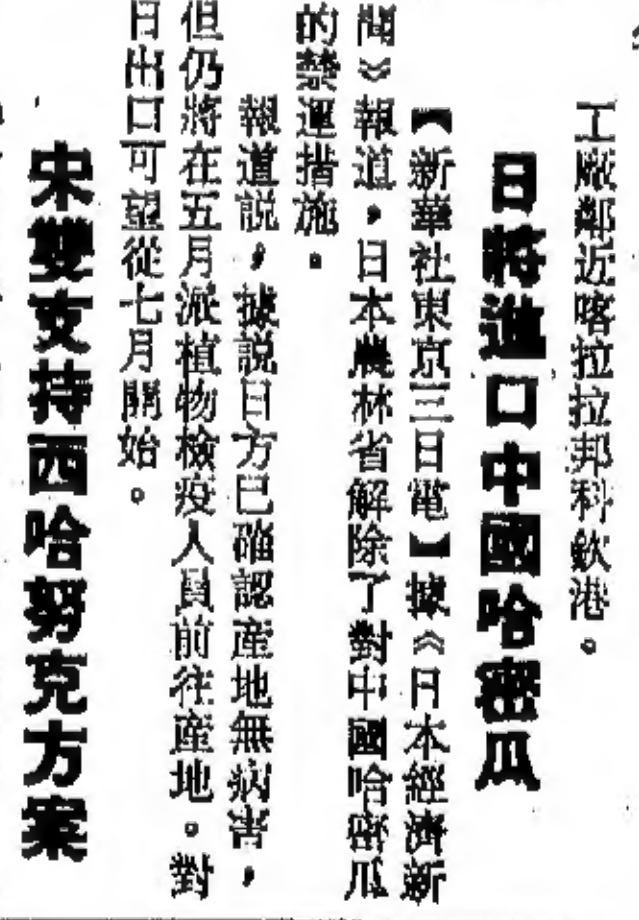 工廠鄰近喀拉拉邦科欽港。
日將進口中國哈密瓜
【新華社東京三日電】據《日本經濟新
聞》報道，日本農林省解除了對中國哈密瓜
的禁運措施。
報道說，據說日方已確認産地無病害，
但仍將在五月派植物檢疫人員前往産地。對
日出口可望從七月開始。
宋雙支持西哈努克方案